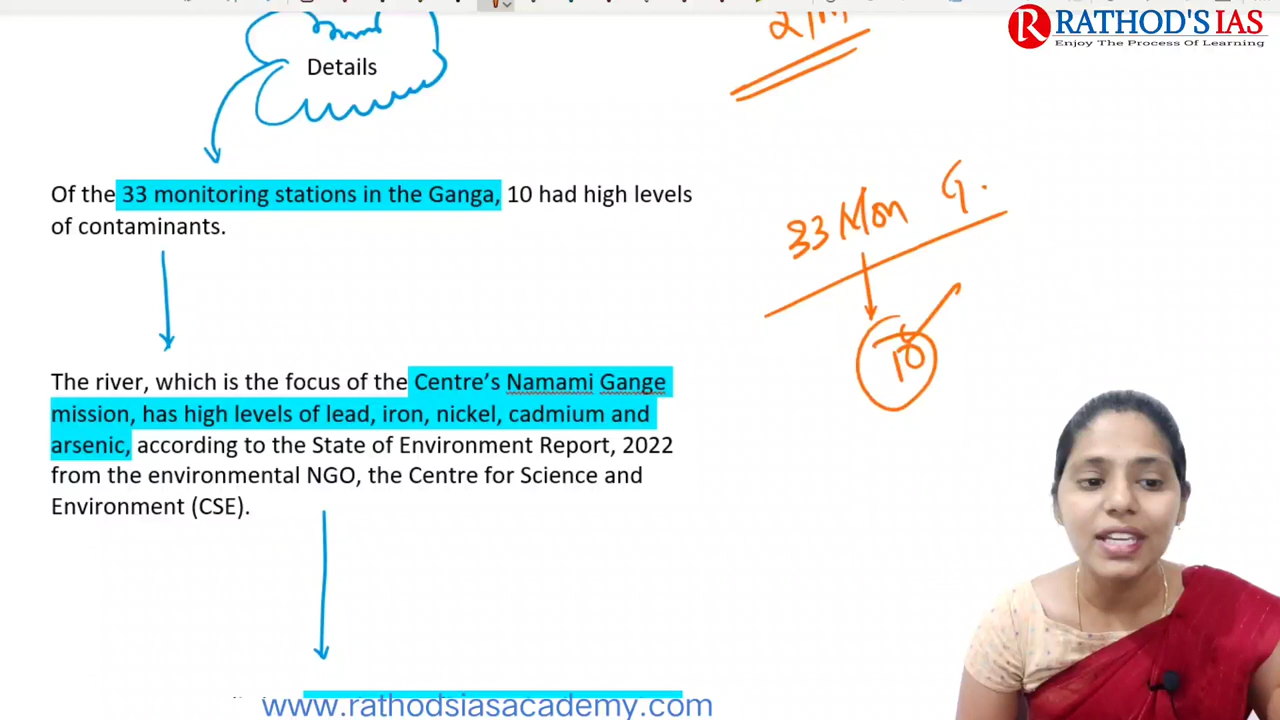 RATHOD'S IAS
Enjoy The Process Of Learning
Details
Of the 33 monitoring stations in the Ganga, 10 had high levels
of contaminants.
33 Mon G.
10
The river, which is the focus of the Centre’s Namami Gange
mission, has high levels of lead, iron, nickel, cadmium and
arsenic, according to the State of Environment Report, 2022
from the environmental NGO, the Centre for Science and
Environment (CSE).
www.rathodsiasacademy.com